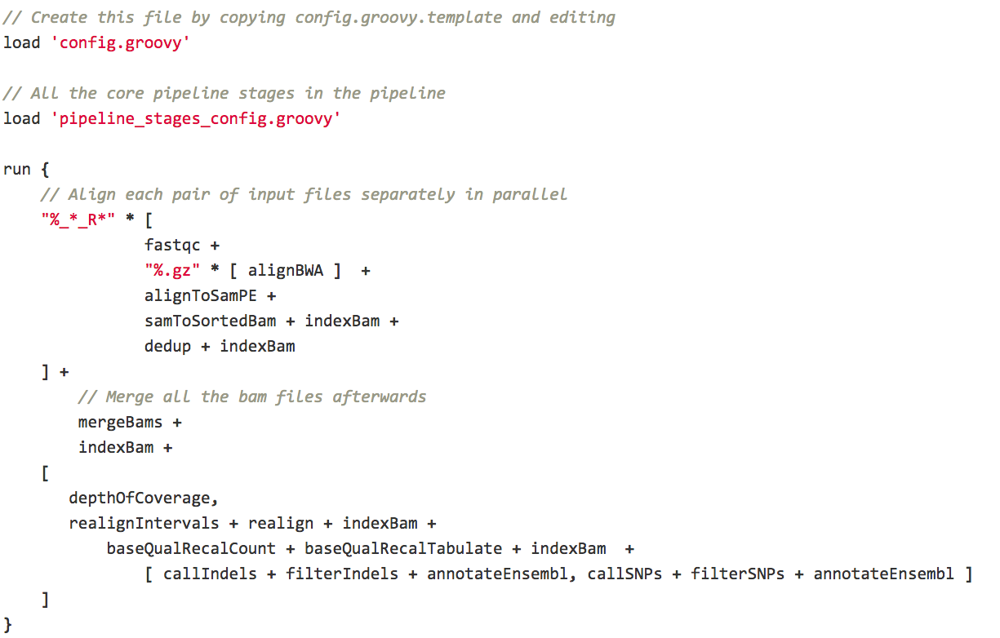 // Create this file by copying config.groovy.template and editing
load 'config.groovy'

// All the core pipeline stages in the pipeline
load 'pipeline_stages_config.groovy'

run {
    // Align each pair of input files separately in parallel
    "%_*_R*" * [
               fastqc +
               "%.gz" * [ alignBWA ]  +
               alignToSamPE +
               samToSortedBam + indexBam +
               dedup + indexBam
    ] +
        // Merge all the bam files afterwards
        mergeBams +
        indexBam +
    [
       depthOfCoverage,
       realignIntervals + realign + indexBam +
           baseQualRecalCount + baseQualRecalTabulate + indexBam  +
               [ callIndels + filterIndels + annotateEnsembl, callSNPs + filterSNPs + annotateEnsembl ]
    ]
}